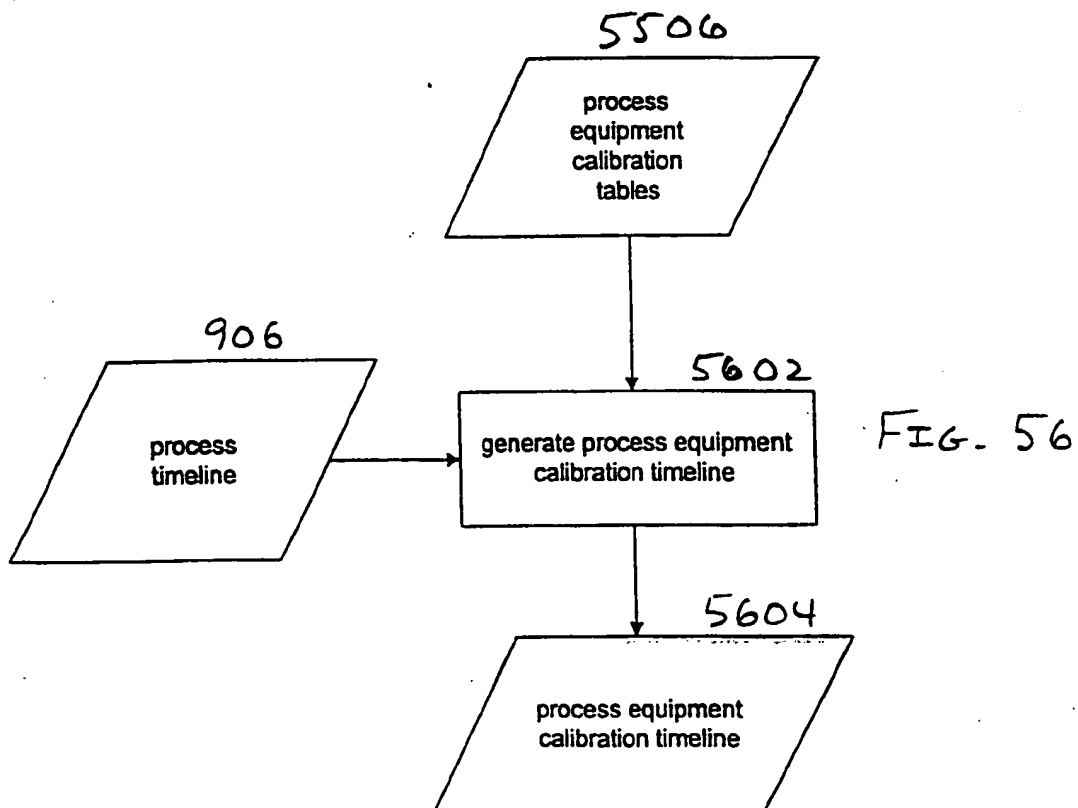 5506
process
equipment
calibration
tables
906
process
timeline
5602
generate process equipment
calibration timeline
FIG. 56
5604
process equipment
calibration timeline